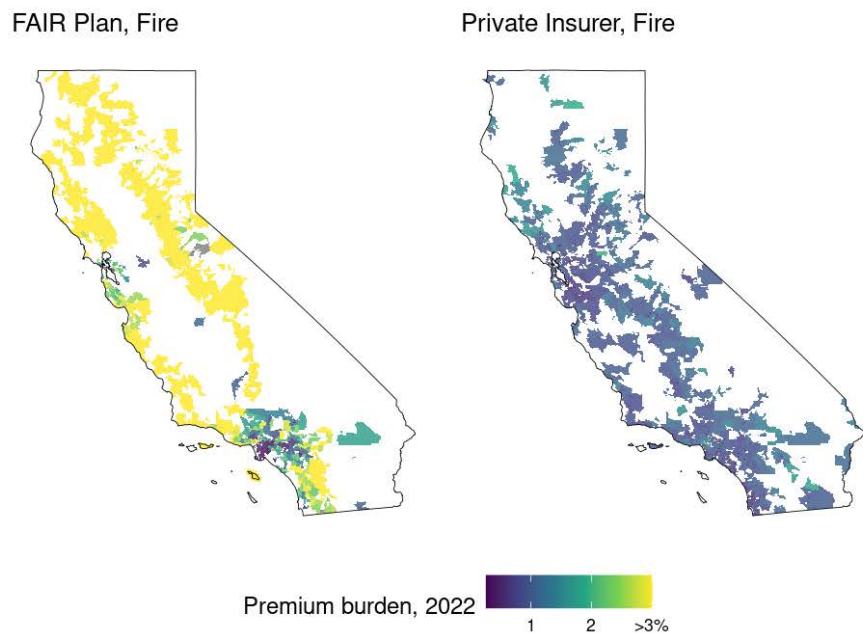 FAIR Plan, Fire
Private Insurer, Fire
Premium burden, 2022
1 2 >3%